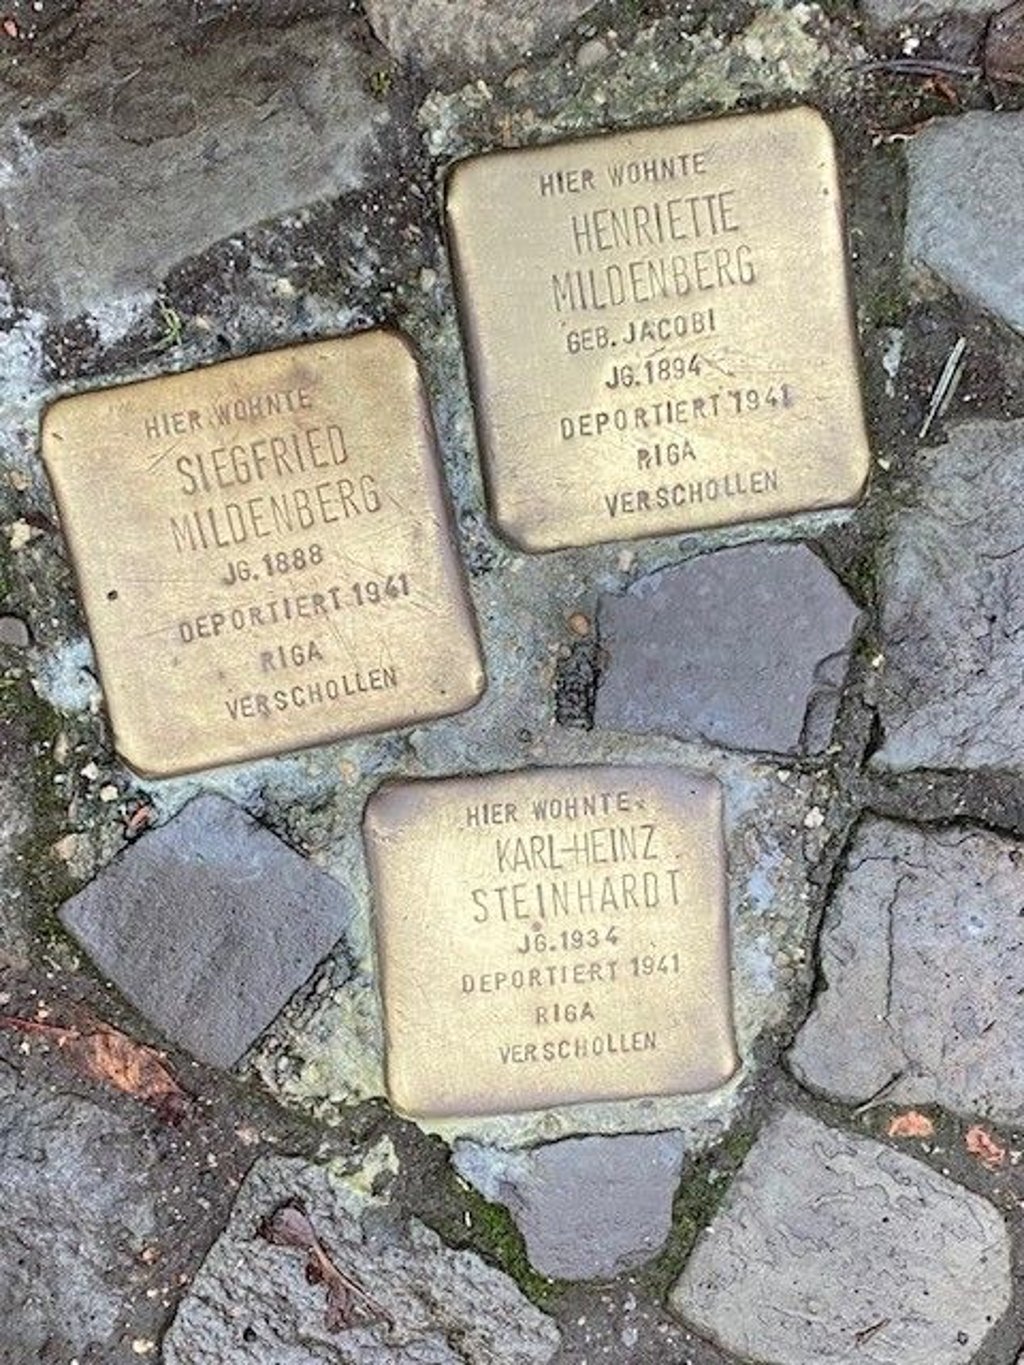 HIER WOHNTE
HENRIETTE
MILDENBERG
GEB. JACOBI
JG. 1894
DEPORTIERT 1941
RIGA
VERSCHOLLEN
HIER WOHNTE
SIEGFRIED
MILDENBERG
JG. 1888
DEPORTIERT 1941
RIGA
VERSCHOLLEN
HIER WOHNTE
KARL-HEINZ
STEINHARDT
JG. 1934
DEPORTIERT 1941
RIGA
VERSCHOLLEN